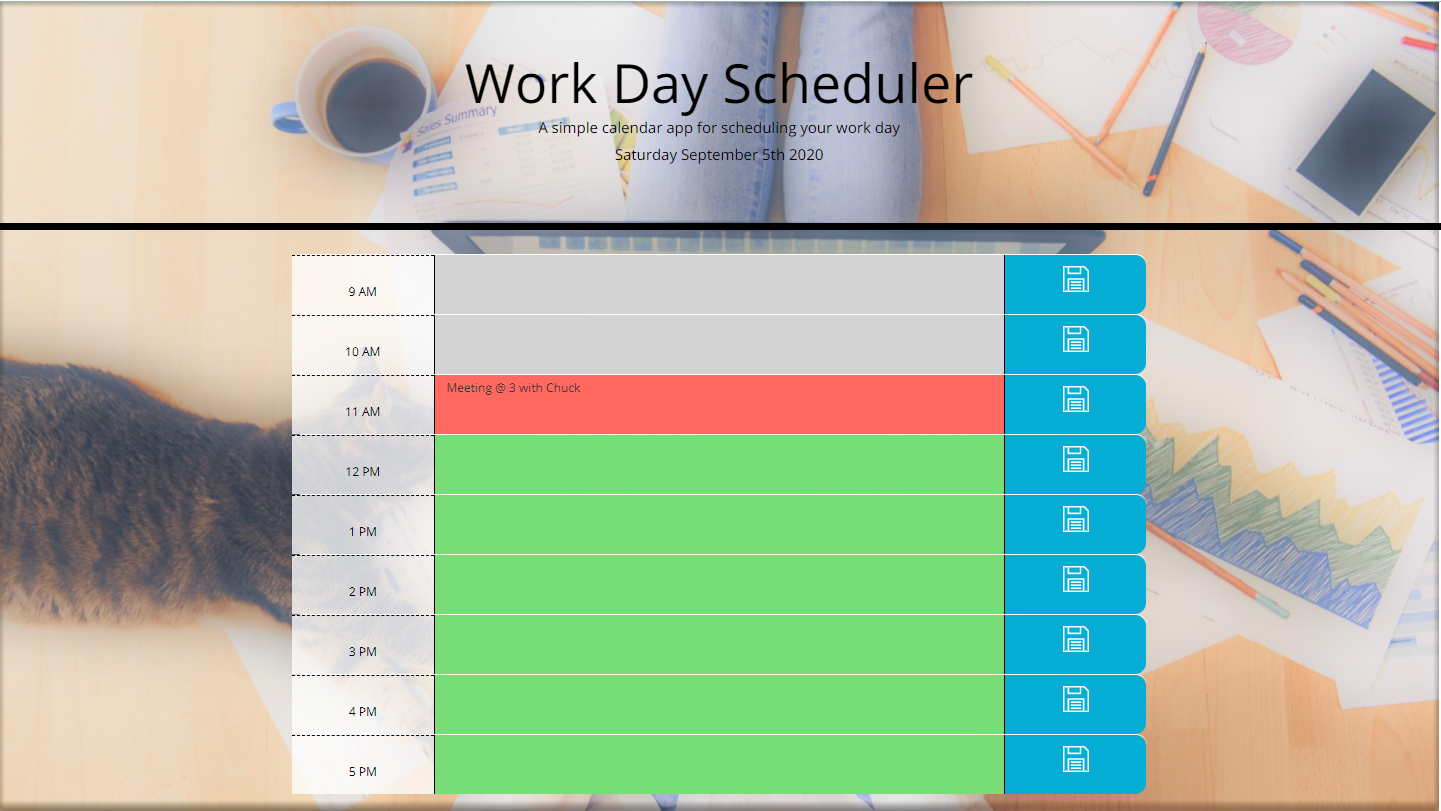 Work Day Scheduler
A simple calendar app for scheduling your work day
Saturday September 5th 2020
Sales Summary
9 AM
10 AM
11 AM
Meeting @ 3 with Chuck
12 PM
1 PM
2 PM
3 PM
4 PM
5 PM